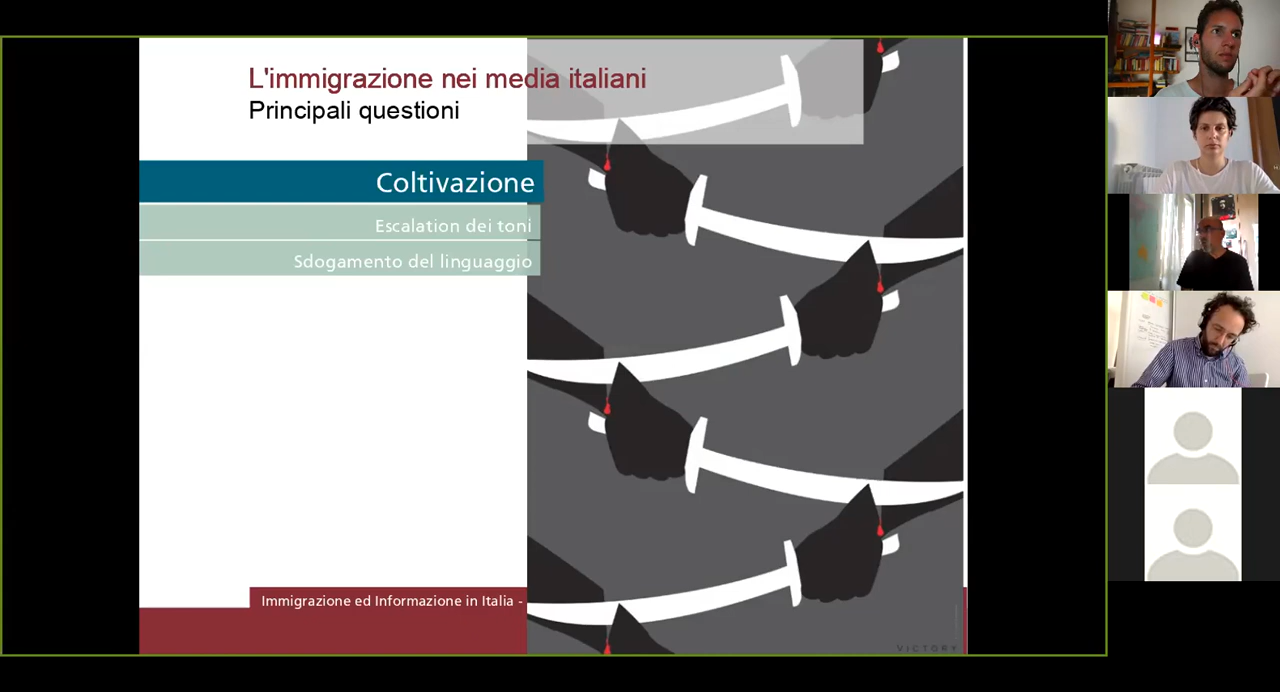 L'immigrazione nei media italiani
Principali questioni
Coltivazione
Escalation dei toni
Sdogamento del linguaggio
Immigrazione ed Informazione in Italia -
VICTORY